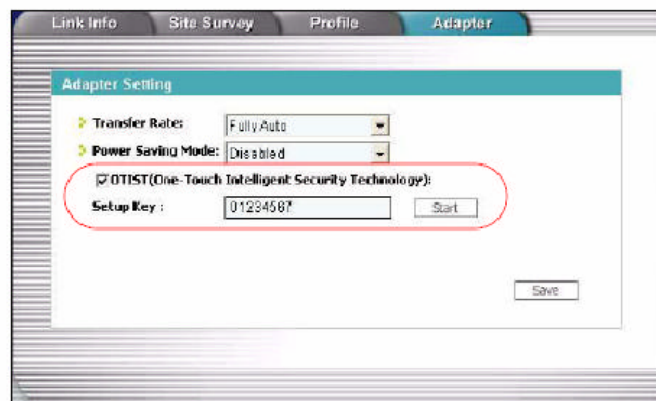 Link Info Site Survey Profile Adapter
Adapter Setting
Transfer Rate: Fully Auto
Power Saving Mode: Disabled
OTIST(One-Touch Intelligent Security Technology):
Setup Key : 01234567 Start
Save